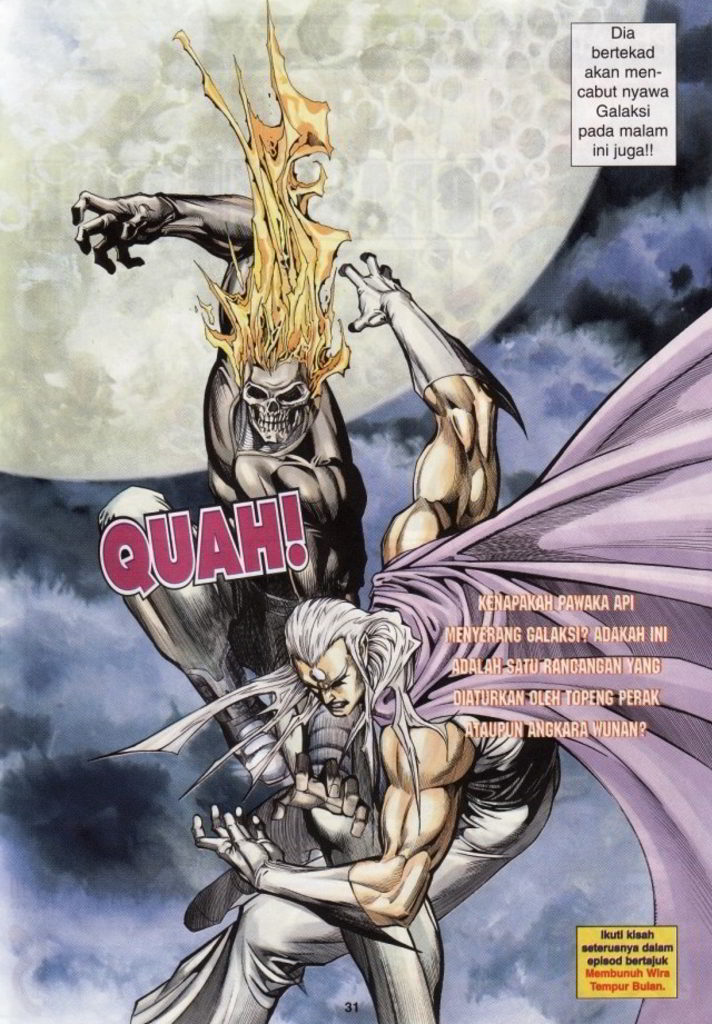 Dia
bertekad
akan men-
cabut nyawa
Galaksi
pada malam
ini juga!!
QUAH!
KENAPAKAH PAWAKA API
MENYERANG GALAKSI? ADAKAH INI
ADALAH SATU RANCANGAN YANG
DIATURKAN OLEH TOPENG PERAK
ATAUPUN ANGKARA WUNAN?
Ikuti kisah
seterusnya dalam
episod bertajuk
Membunuh Wira
Tempur Bulan.
31